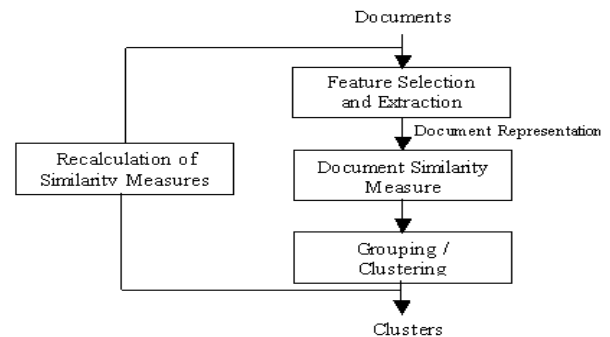 Documents
Feature Selection
and Extraction
Document Representation
Recalculation of
Similarity Measures
Document Similarity
Measure
Grouping /
Clustering
Clusters